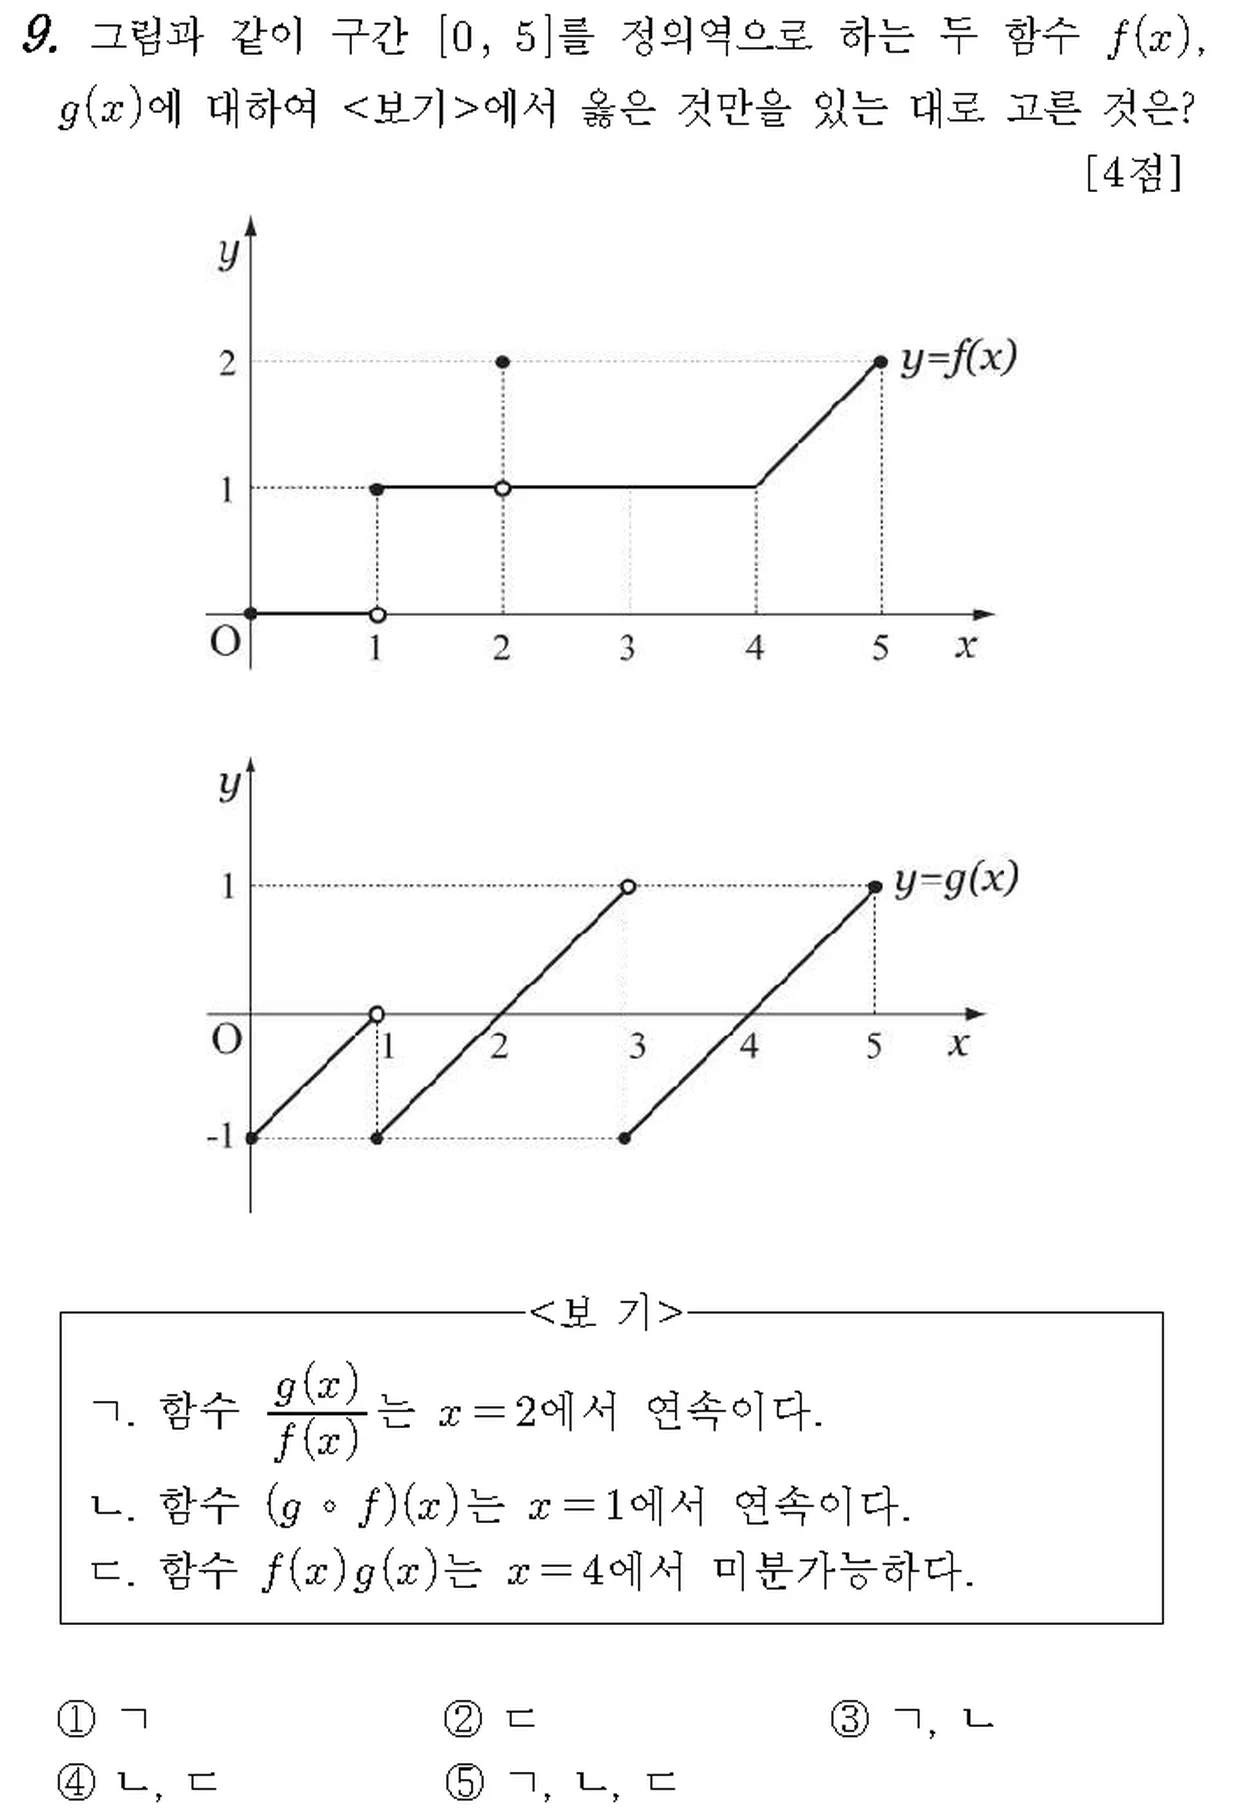 9. 그림과 같이 구간 [0, 5]를 정의역으로 하는 두 함수 f(x),
g(x)에 대하여 <보기>에서 옳은 것만을 있는 대로 고른 것은?
[4점]
y
2
y=f(x)
1
O 1 2 3 4 5 x
y
1
y=g(x)
O 1 2 3 4 5 x
-1
<보 기>
ㄱ. 함수 g(x)/f(x)는 x=2에서 연속이다.
ㄴ. 함수 (g∘f)(x)는 x=1에서 연속이다.
ㄷ. 함수 f(x)g(x)는 x=4에서 미분가능하다.
① ㄱ ② ㄷ ③ ㄱ, ㄴ
④ ㄴ, ㄷ ⑤ ㄱ, ㄴ, ㄷ